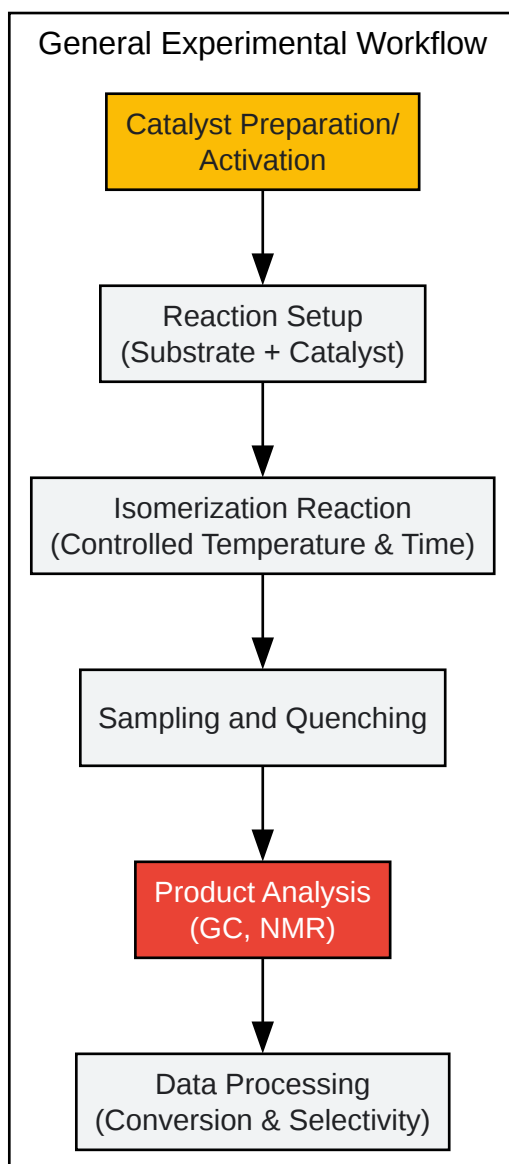 General Experimental Workflow
Catalyst Preparation/
Activation
Reaction Setup
(Substrate + Catalyst)
Isomerization Reaction
(Controlled Temperature & Time)
Sampling and Quenching
Product Analysis
(GC, NMR)
Data Processing
(Conversion & Selectivity)